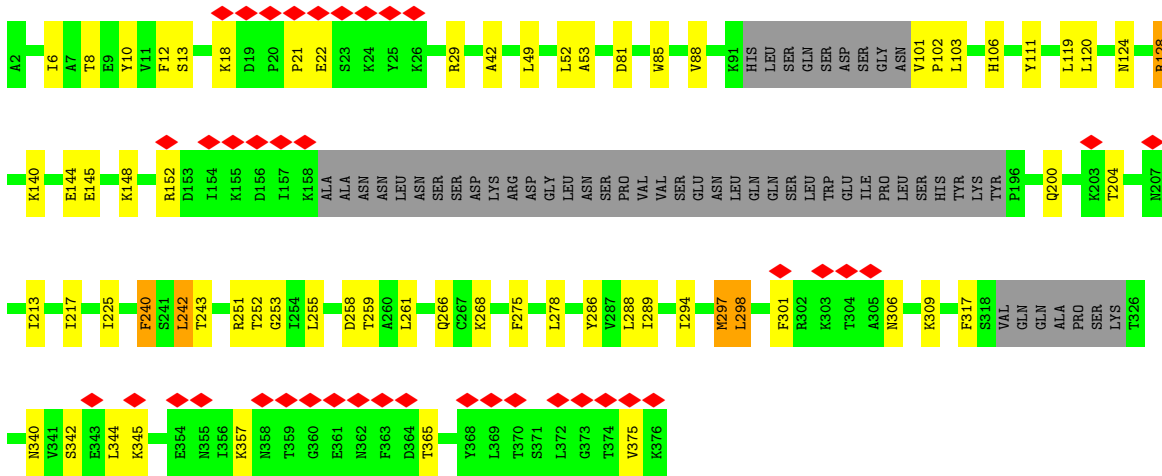 A2 I6 A7 T8 E9 Y10 V11 F12 S13 K18 D19 P20 P21 E22 S23 K24 Y25 K26 R29 A42 L49 L52 A53 D81 W85 V88 K91 HIS LEU SER GLN SER ASP SER GLY ASN V101 P102 L103 H106 Y111 L119 L120 N124
K140 E144 E145 K148 R152 D153 I154 K155 D156 I157 K158 ALA ALA ASN ASN LEU ASN SER SER ASP LYS ARG ASP GLY LEU ASN SER PRO VAL VAL SER GLU ASN LEU GLN GLN SER LEU TRP GLU ILE PRO LEU SER HIS TYR LYS TYR P196 Q200 K203 T204 N207
I213 I217 I225 F240 S241 L242 T243 R251 T252 G253 I254 L255 D258 T259 A260 L261 Q266 C267 K268 F275 L278 Y286 V287 L288 I289 I294 M297 L298 F301 R302 K303 T304 A305 N306 K309 F317 S318 VAL GLN GLN ALA PRO SER LYS T326
N340 V341 S342 E343 L344 K345 E354 N355 I356 K357 N358 T359 G360 E361 N362 F363 D364 T365 Y368 L369 T370 S371 L372 G373 T374 V375 K376